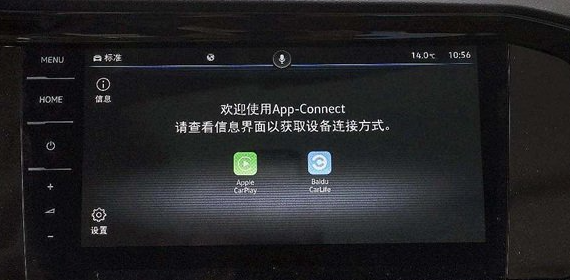 MENU
标准
14.0℃
10:56
HOME
信息
欢迎使用App-Connect
请查看信息界面以获取设备连接方式。
Apple
CarPlay
Baidu
CarLife
设置